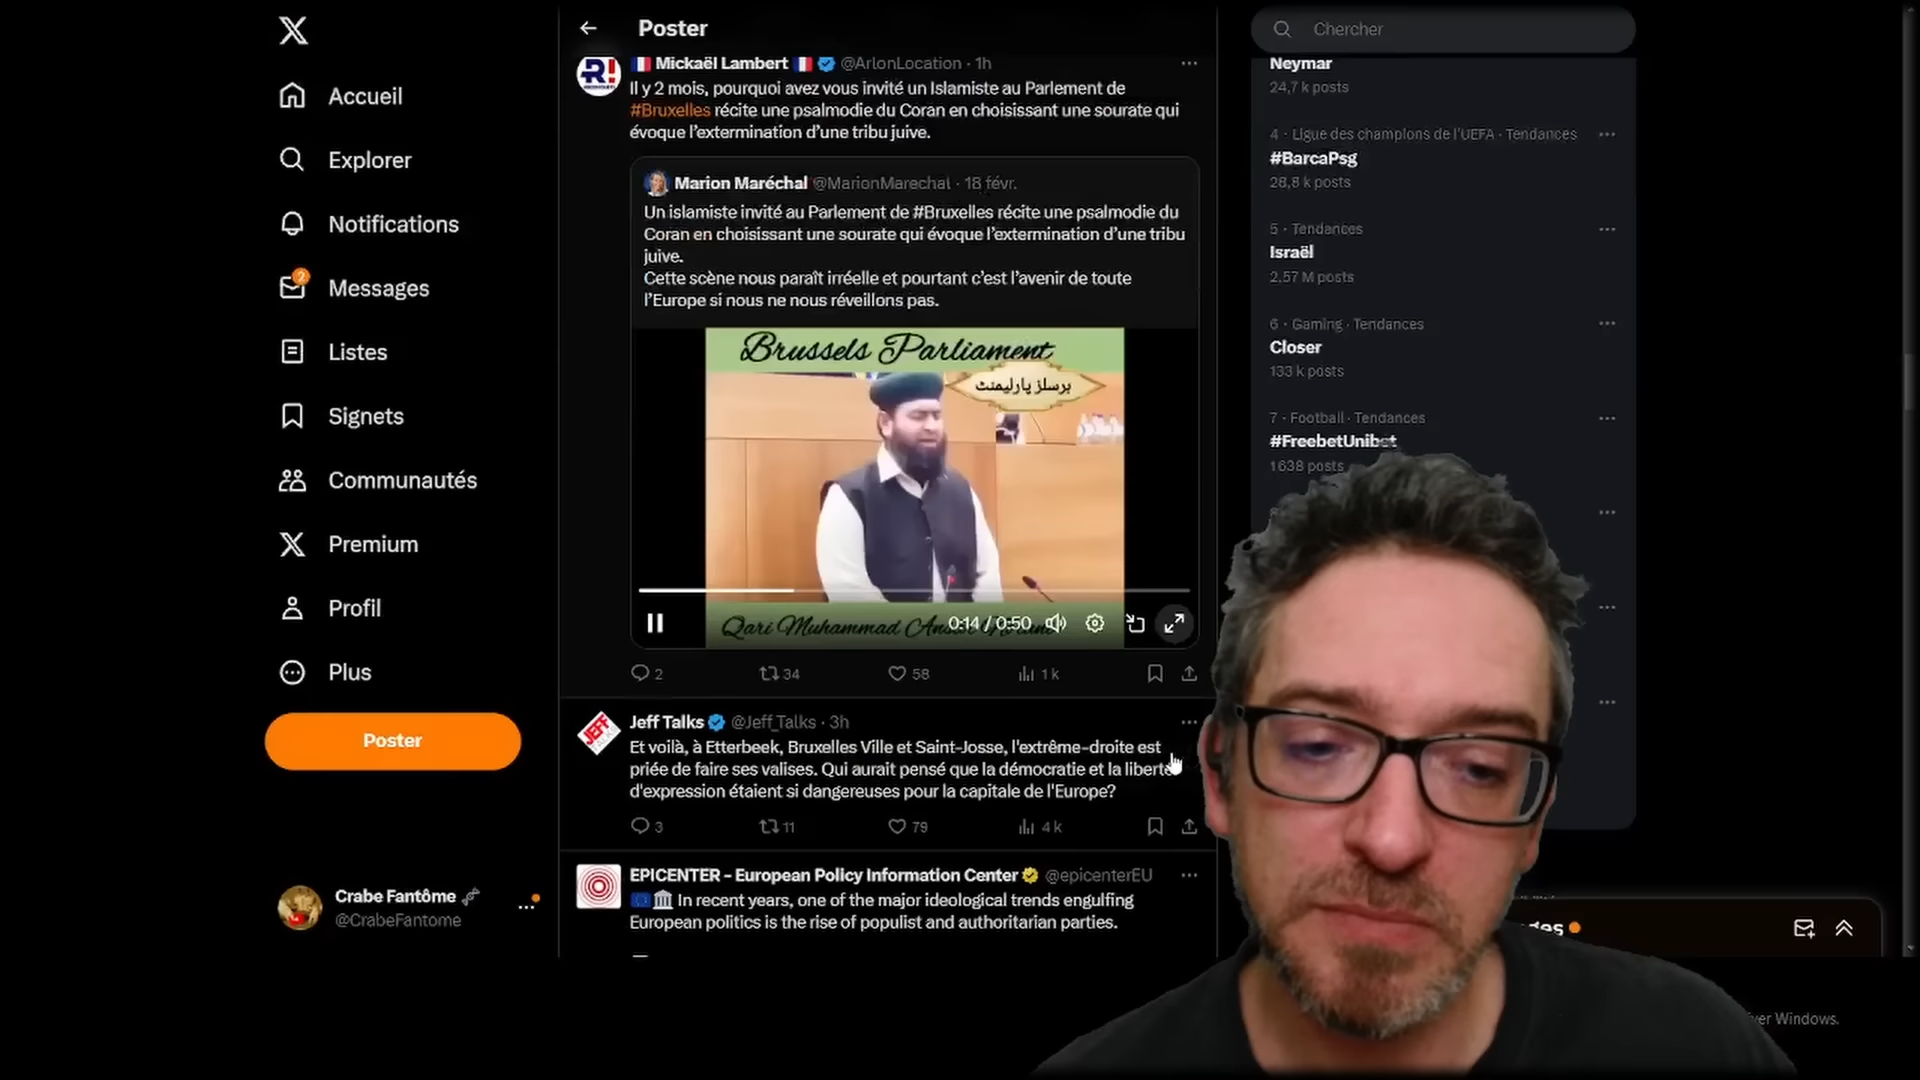 Accueil
Explorer
Notifications
2
Messages
Listes
Signets
Communautés
Premium
Profil
Plus
Poster
Crabe Fantôme
@CrabeFantome
Poster
R!
Mickaël Lambert @ArlonLocation · 1h
Il y 2 mois, pourquoi avez vous invité un Islamiste au Parlement de
#Bruxelles récite une psalmodie du Coran en choisissant une sourate qui
évoque l'extermination d'une tribu juive.
Marion Maréchal @MarionMarechal · 18 févr.
Un islamiste invité au Parlement de #Bruxelles récite une psalmodie du
Coran en choisissant une sourate qui évoque l'extermination d'une tribu
juive.
Cette scène nous paraît irréelle et pourtant c'est l'avenir de toute
l'Europe si nous ne nous réveillons pas.
Brussels Parliament
برسلز پارلیمنٹ
Qari Muhammad
0:14 / 0:50
2
34
58
1 k
JEFF
Jeff Talks @Jeff_Talks · 3h
Et voilà, à Etterbeek, Bruxelles Ville et Saint-Josse, l'extrême-droite est
priée de faire ses valises. Qui aurait pensé que la démocratie et la liberté
d'expression étaient si dangereuses pour la capitale de l'Europe?
3
11
79
4 k
EPICENTER - European Policy Information Center @epicenterEU
In recent years, one of the major ideological trends engulfing
European politics is the rise of populist and authoritarian parties.
Chercher
Neymar
24,7 k posts
4 · Ligue des champions de l'UEFA · Tendances
#BarcaPsg
28,8 k posts
5 · Tendances
Israël
2,57 M posts
6 · Gaming · Tendances
Closer
133 k posts
7 · Football · Tendances
#FreebetUnibet
1 638 posts
Windows.